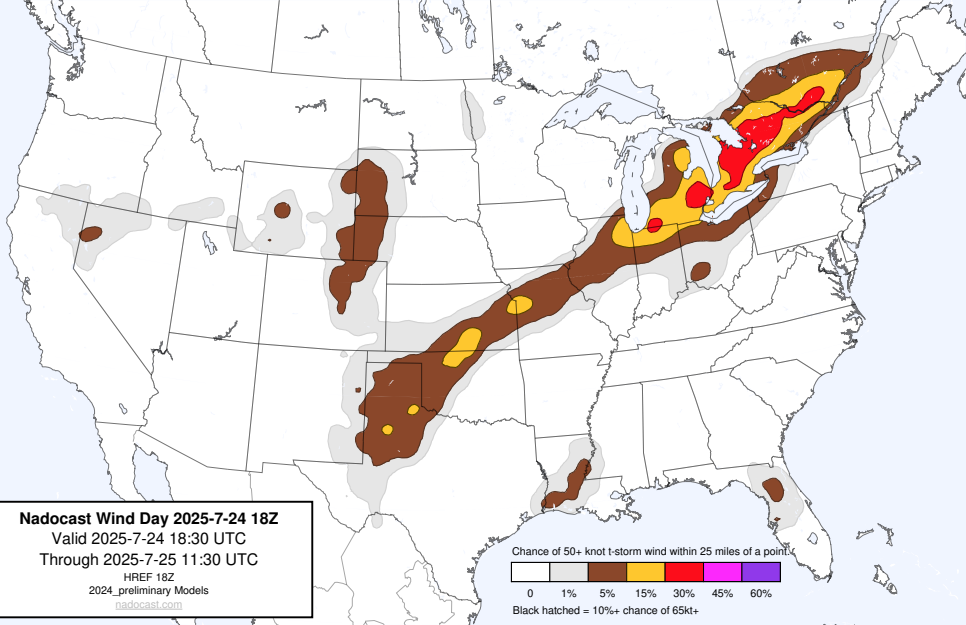 Nadocast Wind Day 2025-7-24 18Z
Valid 2025-7-24 18:30 UTC
Through 2025-7-25 11:30 UTC
HREF 18Z
2024_preliminary Models
nadocast.com
Chance of 50+ knot t-storm wind within 25 miles of a point.
0 1% 5% 15% 30% 45% 60%
Black hatched = 10%+ chance of 65kt+